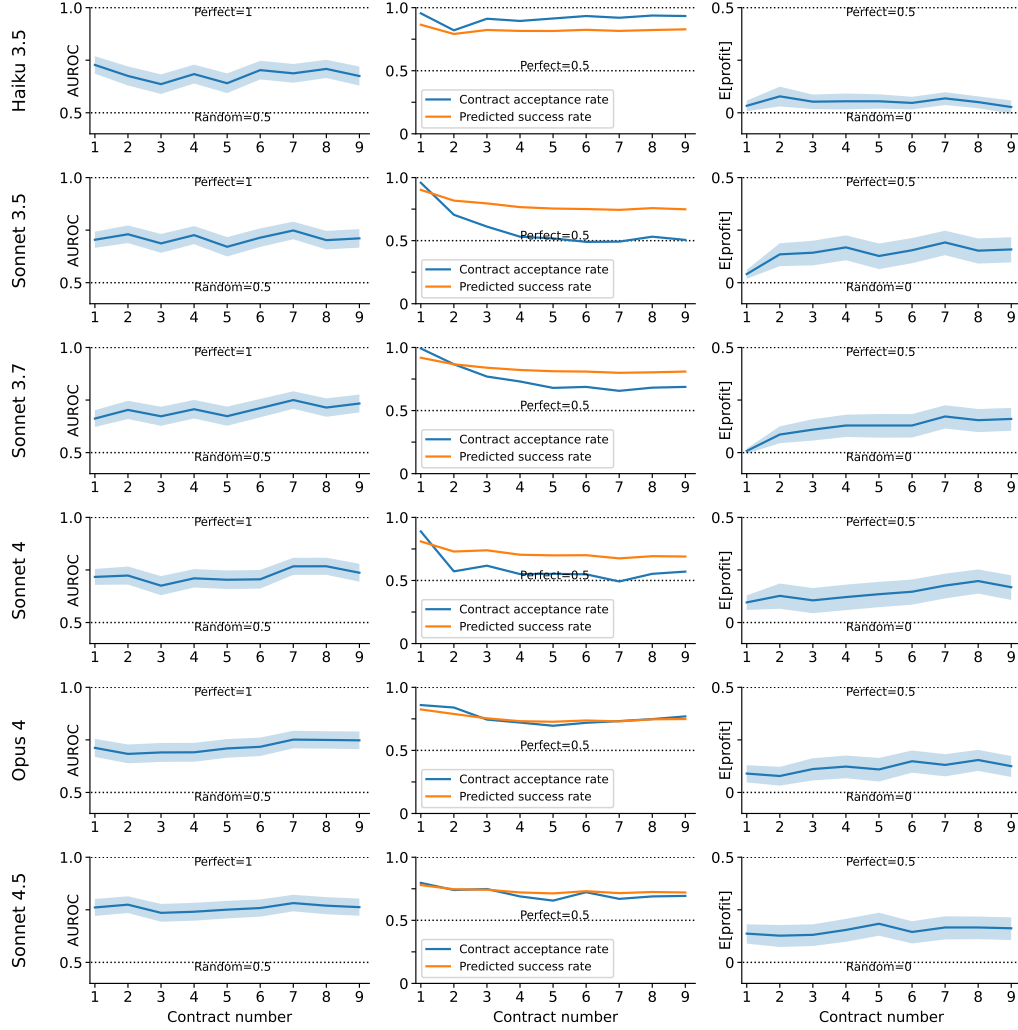 Haiku 3.5
AUROC
1.0
0.5
Perfect=1
Random=0.5
1 2 3 4 5 6 7 8 9
1.0
0.5
0
Perfect=0.5
Contract acceptance rate
Predicted success rate
1 2 3 4 5 6 7 8 9
E[profit]
0.5
0
Perfect=0.5
Random=0
1 2 3 4 5 6 7 8 9
Sonnet 3.5
AUROC
1.0
0.5
Perfect=1
Random=0.5
1 2 3 4 5 6 7 8 9
1.0
0.5
0
Perfect=0.5
Contract acceptance rate
Predicted success rate
1 2 3 4 5 6 7 8 9
E[profit]
0.5
0
Perfect=0.5
Random=0
1 2 3 4 5 6 7 8 9
Sonnet 3.7
AUROC
1.0
0.5
Perfect=1
Random=0.5
1 2 3 4 5 6 7 8 9
1.0
0.5
0
Perfect=0.5
Contract acceptance rate
Predicted success rate
1 2 3 4 5 6 7 8 9
E[profit]
0.5
0
Perfect=0.5
Random=0
1 2 3 4 5 6 7 8 9
Sonnet 4
AUROC
1.0
0.5
Perfect=1
Random=0.5
1 2 3 4 5 6 7 8 9
1.0
0.5
0
Perfect=0.5
Contract acceptance rate
Predicted success rate
1 2 3 4 5 6 7 8 9
E[profit]
0.5
0
Perfect=0.5
Random=0
1 2 3 4 5 6 7 8 9
Opus 4
AUROC
1.0
0.5
Perfect=1
Random=0.5
1 2 3 4 5 6 7 8 9
1.0
0.5
0
Perfect=0.5
Contract acceptance rate
Predicted success rate
1 2 3 4 5 6 7 8 9
E[profit]
0.5
0
Perfect=0.5
Random=0
1 2 3 4 5 6 7 8 9
Sonnet 4.5
AUROC
1.0
0.5
Perfect=1
Random=0.5
1 2 3 4 5 6 7 8 9
Contract number
1.0
0.5
0
Perfect=0.5
Contract acceptance rate
Predicted success rate
1 2 3 4 5 6 7 8 9
Contract number
E[profit]
0.5
0
Perfect=0.5
Random=0
1 2 3 4 5 6 7 8 9
Contract number